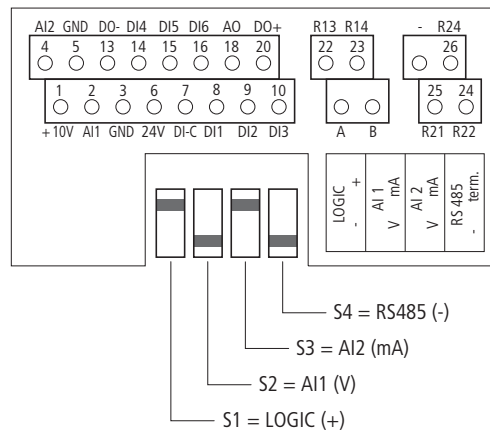 AI2 5GND DO- DI4 DI5 DI6 AO DO+ R13 R14 - R24
4 5 13 14 15 16 18 20 22 23 26
1 2 3 6 7 8 9 10 25 24
+10V AI1 GND 24V DI-C DI1 DI2 DI3 A B R21 R22
LOGIC - +
AI 1 V mA
AI 2 V mA
RS 485 - term.
S4 = RS485 (-)
S3 = AI2 (mA)
S2 = AI1 (V)
S1 = LOGIC (+)